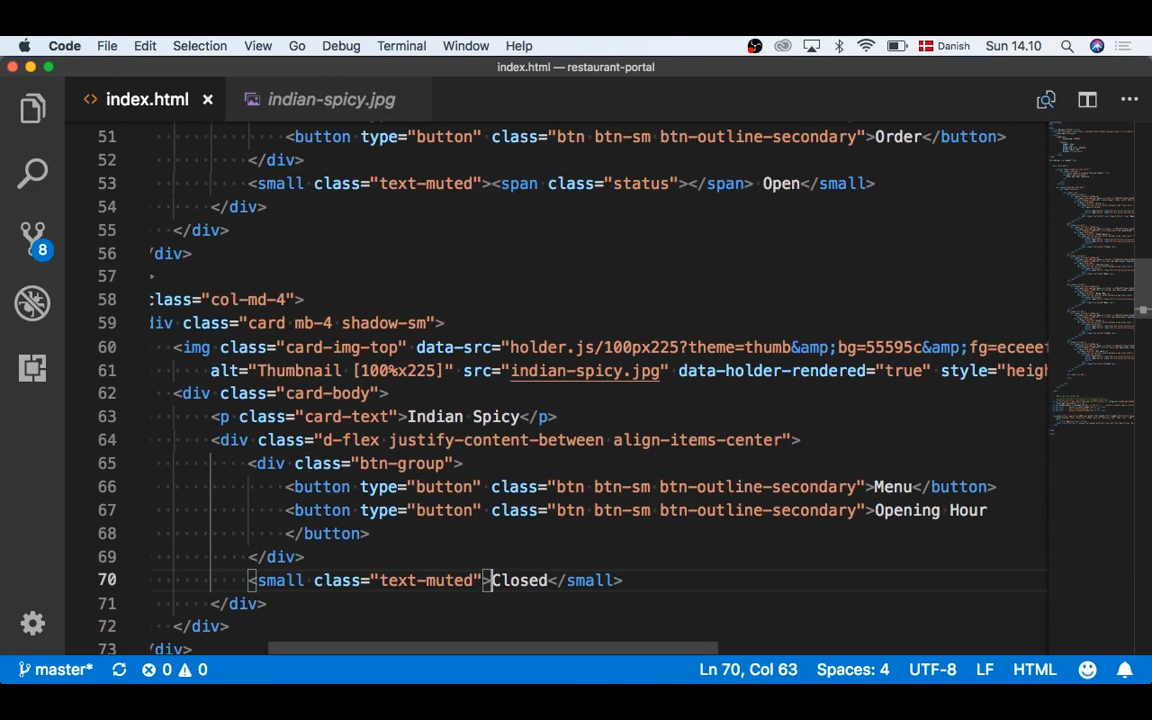 Code File Edit Selection View Go Debug Terminal Window Help Danish Sun 14.10
index.html — restaurant-portal
index.html × indian-spicy.jpg
51 <button type="button" class="btn btn-sm btn-outline-secondary">Order</button>
52 </div>
53 <small class="text-muted"><span class="status"></span> Open</small>
54 </div>
55 </div>
56 /div>
57 >
58 class="col-md-4">
59 div class="card mb-4 shadow-sm">
60 <img class="card-img-top" data-src="holder.js/100px225?theme=thumb&amp;bg=55595c&amp;fg=eceeef
61 alt="Thumbnail [100%x225]" src="indian-spicy.jpg" data-holder-rendered="true" style="heigh
62 <div class="card-body">
63 <p class="card-text">Indian Spicy</p>
64 <div class="d-flex justify-content-between align-items-center">
65 <div class="btn-group">
66 <button type="button" class="btn btn-sm btn-outline-secondary">Menu</button>
67 <button type="button" class="btn btn-sm btn-outline-secondary">Opening Hour
68 </button>
69 </div>
70 <small class="text-muted">Closed</small>
71 </div>
72 </div>
73 /div>
8
master* 0 0 Ln 70, Col 63 Spaces: 4 UTF-8 LF HTML